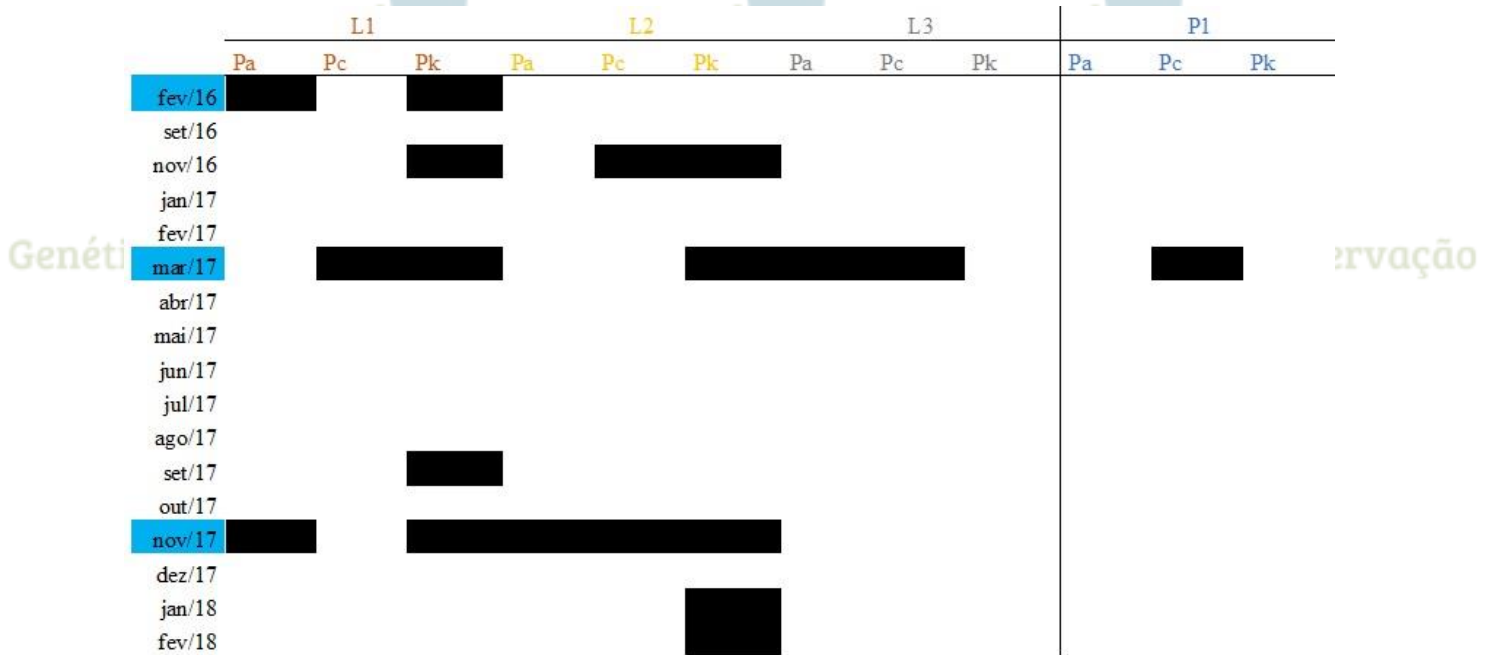 L1 L2 L3 P1
Pa Pc Pk Pa Pc Pk Pa Pc Pk Pa Pc Pk
fev/16
set/16
nov/16
jan/17
fev/17
mar/17
abr/17
mai/17
jun/17
jul/17
ago/17
set/17
out/17
nov/17
dez/17
jan/18
fev/18